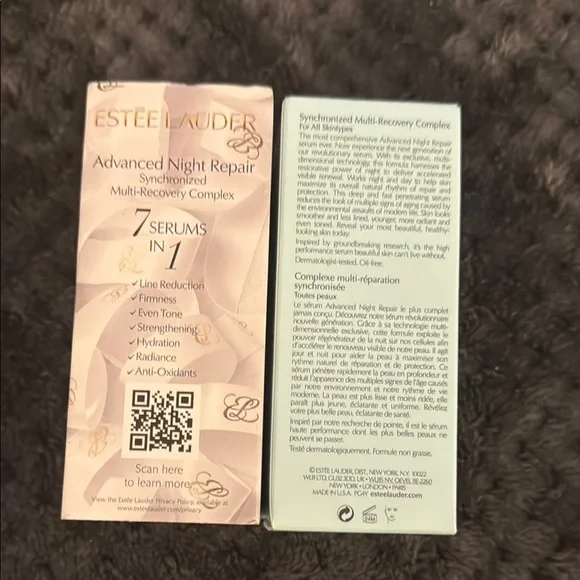 ESTĒE LAUDER
Advanced Night Repair
Synchronized
Multi-Recovery Complex
7 SERUMS
IN 1
✓Line Reduction
✓Firmness
✓Even Tone
✓Strengthening
✓Hydration
✓Radiance
✓Anti-Oxidants
Scan here
to learn more
View the Estée Lauder Privacy Policy, available at
www.esteelauder.com/privacy
Synchronized Multi-Recovery Complex
For All Skintypes
The most comprehensive Advanced Night Repair
serum ever. Now experience the next generation of
our revolutionary serum. With its exclusive, multi-
dimensional technology, this formula harnesses the
restorative power of night to deliver accelerated
visible renewal. Works night and day to help skin
maximize its overall natural rhythm of repair and
protection. This deep and fast penetrating serum
reduces the look of multiple signs of aging caused by
the environmental assaults of modern life. Skin looks
smoother and less lined, younger, more radiant and
even toned. Reveal your most beautiful, healthy-
looking skin today.
Inspired by groundbreaking research, it's the high
performance serum beautiful skin can't live without.
Dermatologist-tested. Oil-free.
Complexe multi-réparation
synchronisée
Toutes peaux
Le sérum Advanced Night Repair le plus complet
jamais conçu. Découvrez notre sérum révolutionnaire
nouvelle génération. Grâce à sa technologie multi-
dimensionnelle exclusive, cette formule exploite le
pouvoir régénérateur de la nuit sur nos cellules afin
d'accélérer le renouveau visible de notre peau. Il agit
jour et nuit pour aider la peau à maximiser son
rythme naturel de réparation et de protection. Ce
sérum pénètre rapidement la peau en profondeur et
réduit l'apparence des multiples signes de l'âge causés
par notre environnement et notre rythme de vie
moderne. La peau est plus lisse et moins ridée, elle
paraît plus jeune, éclatante et uniforme. Révélez
votre plus belle peau, éclatante de santé.
Inspiré par notre recherche de pointe, il est le sérum
haute performance dont les plus belles peaux ne
peuvent se passer.
Testé dermatologiquement. Formule non grasse.
© ESTĒE LAUDER, DIST., NEW YORK, N.Y. 10022
NEW YORK • LONDON • PARIS
MADE IN U.S.A. esteelauder.com
24M